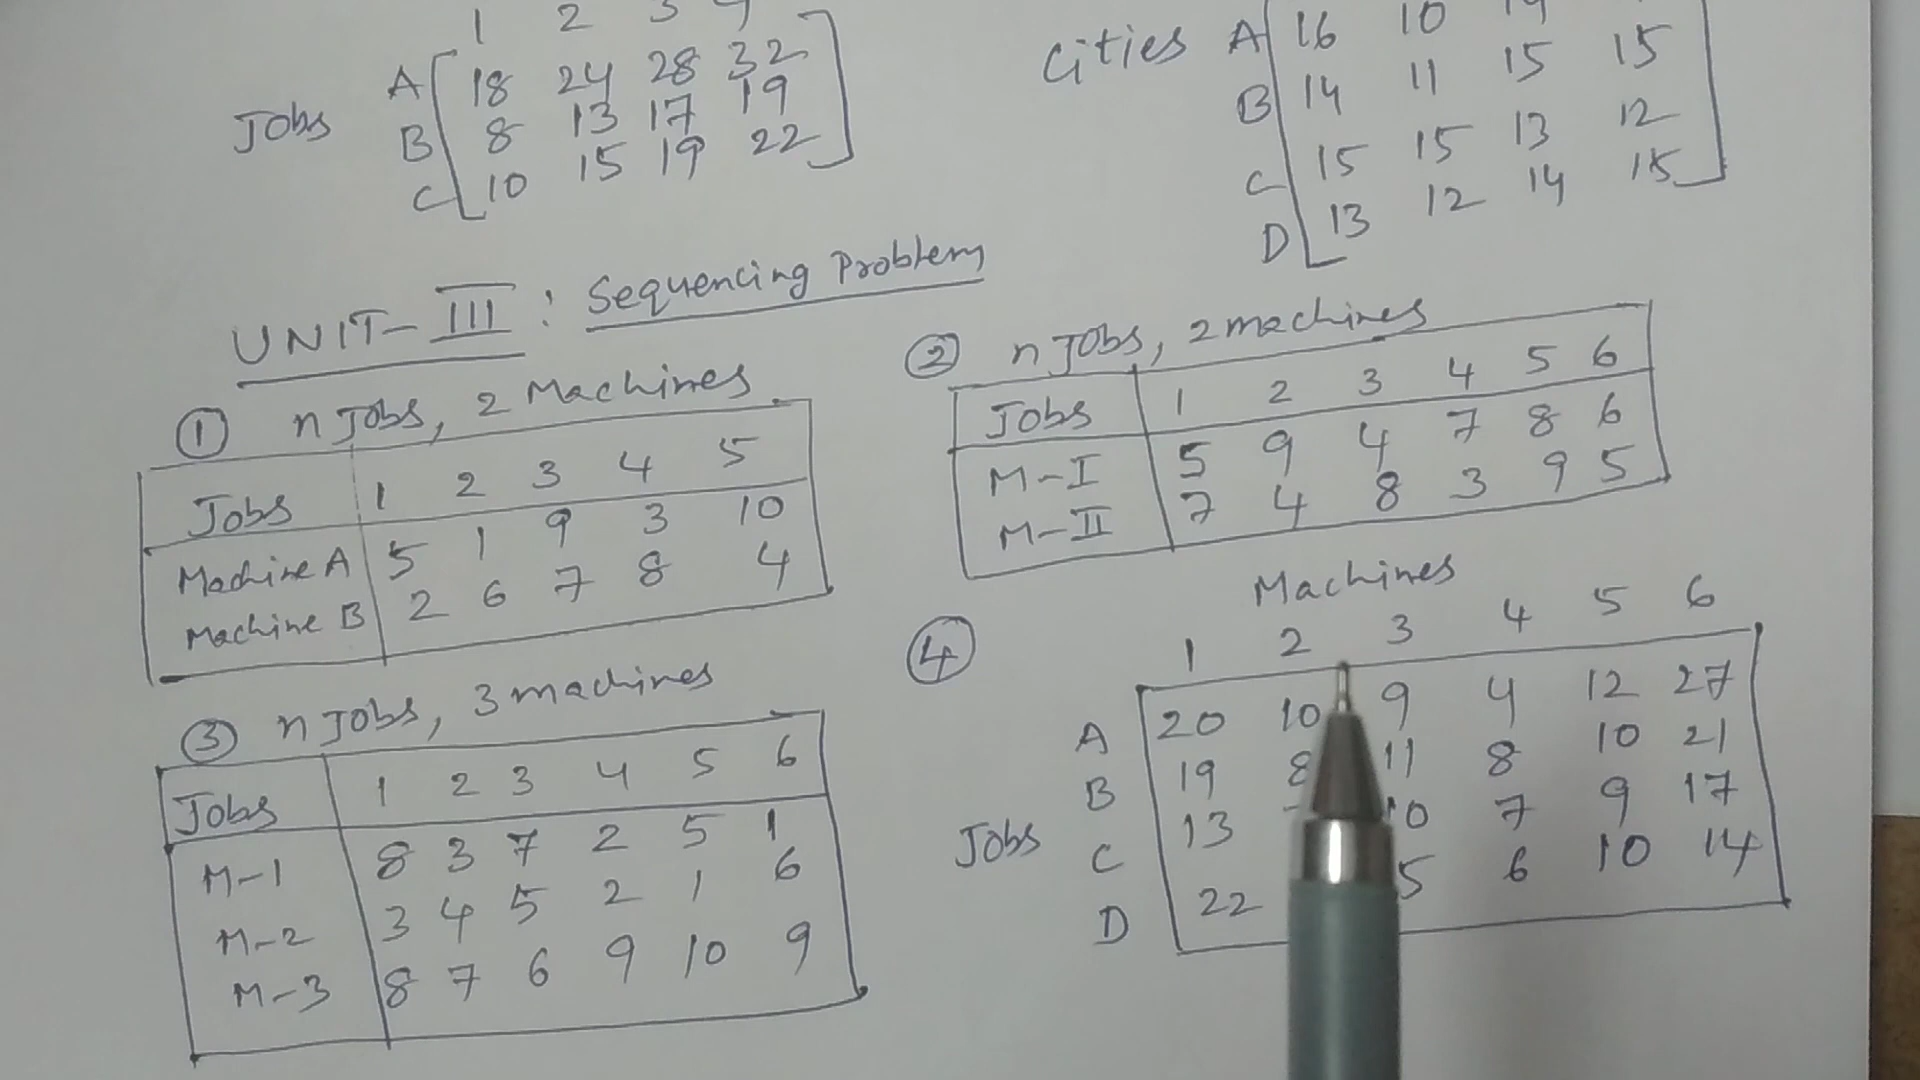 1 2 3 4
Jobs
A 18 24 28 32
B 8 13 17 19
C 10 15 19 22
Cities
A 16 10 14
B 14 11 15 15
C 15 15 13 12
D 13 12 14 15
UNIT-III : Sequencing Problem
① n Jobs, 2 Machines
Jobs 1 2 3 4 5
Machine A 5 1 9 3 10
Machine B 2 6 7 8 4
② n Jobs, 2 machines
Jobs 1 2 3 4 5 6
M-I 5 9 4 7 8 6
M-II 7 4 8 3 9 5
③ n Jobs, 3 machines
Jobs 1 2 3 4 5 6
M-1 8 3 7 2 5 1
M-2 3 4 5 2 1 6
M-3 8 7 6 9 10 9
④ Machines
1 2 3 4 5 6
Jobs
A 20 10 9 4 12 27
B 19 8 11 8 10 21
C 13 10 7 9 17
D 22 5 6 10 14